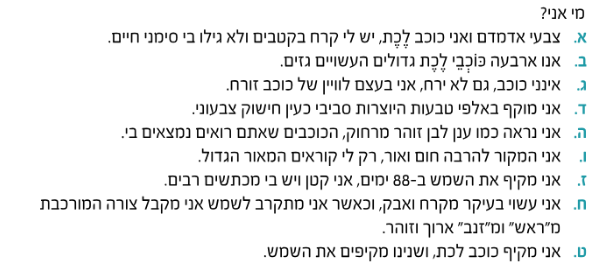 מי אני?
א. צבעי אדמדם ואני כוכב לֶכֶת, יש לי קרח בקטבים ולא גילו בי סימני חיים.
ב. אנו ארבעה כּוֹכְבֵי לֶכֶת גדולים העשויים גזים.
ג. אינני כוכב, גם לא ירח, אני בעצם לוויין של כוכב זורח.
ד. אני מוקף באלפי טבעות היוצרות סביבי כעין חישוק צבעוני.
ה. אני נראה כמו ענן לבן זוהר מרחוק, הכוכבים שאתם רואים נמצאים בי.
ו. אני המקור להרבה חום ואור, רק לי קוראים המאור הגדול.
ז. אני מקיף את השמש ב-88 ימים, אני קטן ויש בי מכתשים רבים.
ח. אני עשוי בעיקר מקרח ואבק, וכאשר אני מתקרב לשמש אני מקבל צורה המורכבת
מ"ראש" ומ"זנב" ארוך וזוהר.
ט. אני מקיף כוכב לכת, ושנינו מקיפים את השמש.